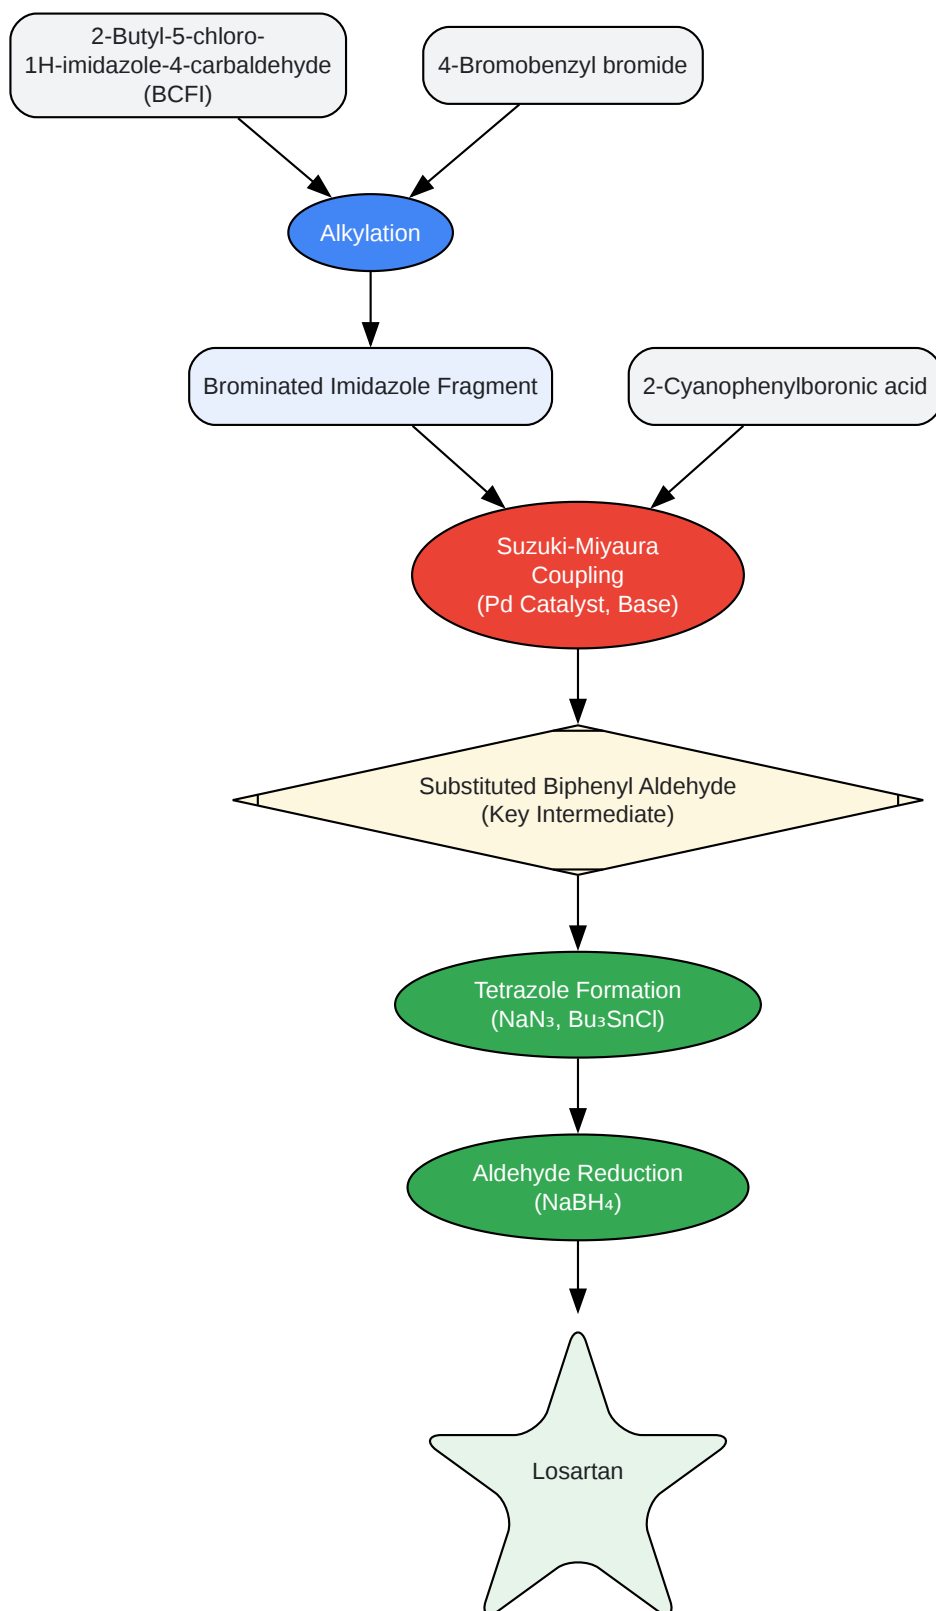 2-Butyl-5-chloro-
1H-imidazole-4-carbaldehyde
(BCFI)
4-Bromobenzyl bromide
Alkylation
Brominated Imidazole Fragment
2-Cyanophenylboronic acid
Suzuki-Miyaura
Coupling
(Pd Catalyst, Base)
Substituted Biphenyl Aldehyde
(Key Intermediate)
Tetrazole Formation
(NaN₃, Bu₃SnCl)
Aldehyde Reduction
(NaBH₄)
Losartan